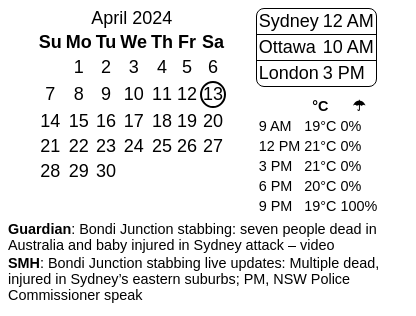 April 2024
Su Mo Tu We Th Fr Sa
1 2 3 4 5 6
7 8 9 10 11 12 13
14 15 16 17 18 19 20
21 22 23 24 25 26 27
28 29 30
Sydney 12 AM
Ottawa 10 AM
London 3 PM
°C ☂
9 AM 19°C 0%
12 PM 21°C 0%
3 PM 21°C 0%
6 PM 20°C 0%
9 PM 19°C 100%
Guardian: Bondi Junction stabbing: seven people dead in
Australia and baby injured in Sydney attack – video
SMH: Bondi Junction stabbing live updates: Multiple dead,
injured in Sydney’s eastern suburbs; PM, NSW Police
Commissioner speak